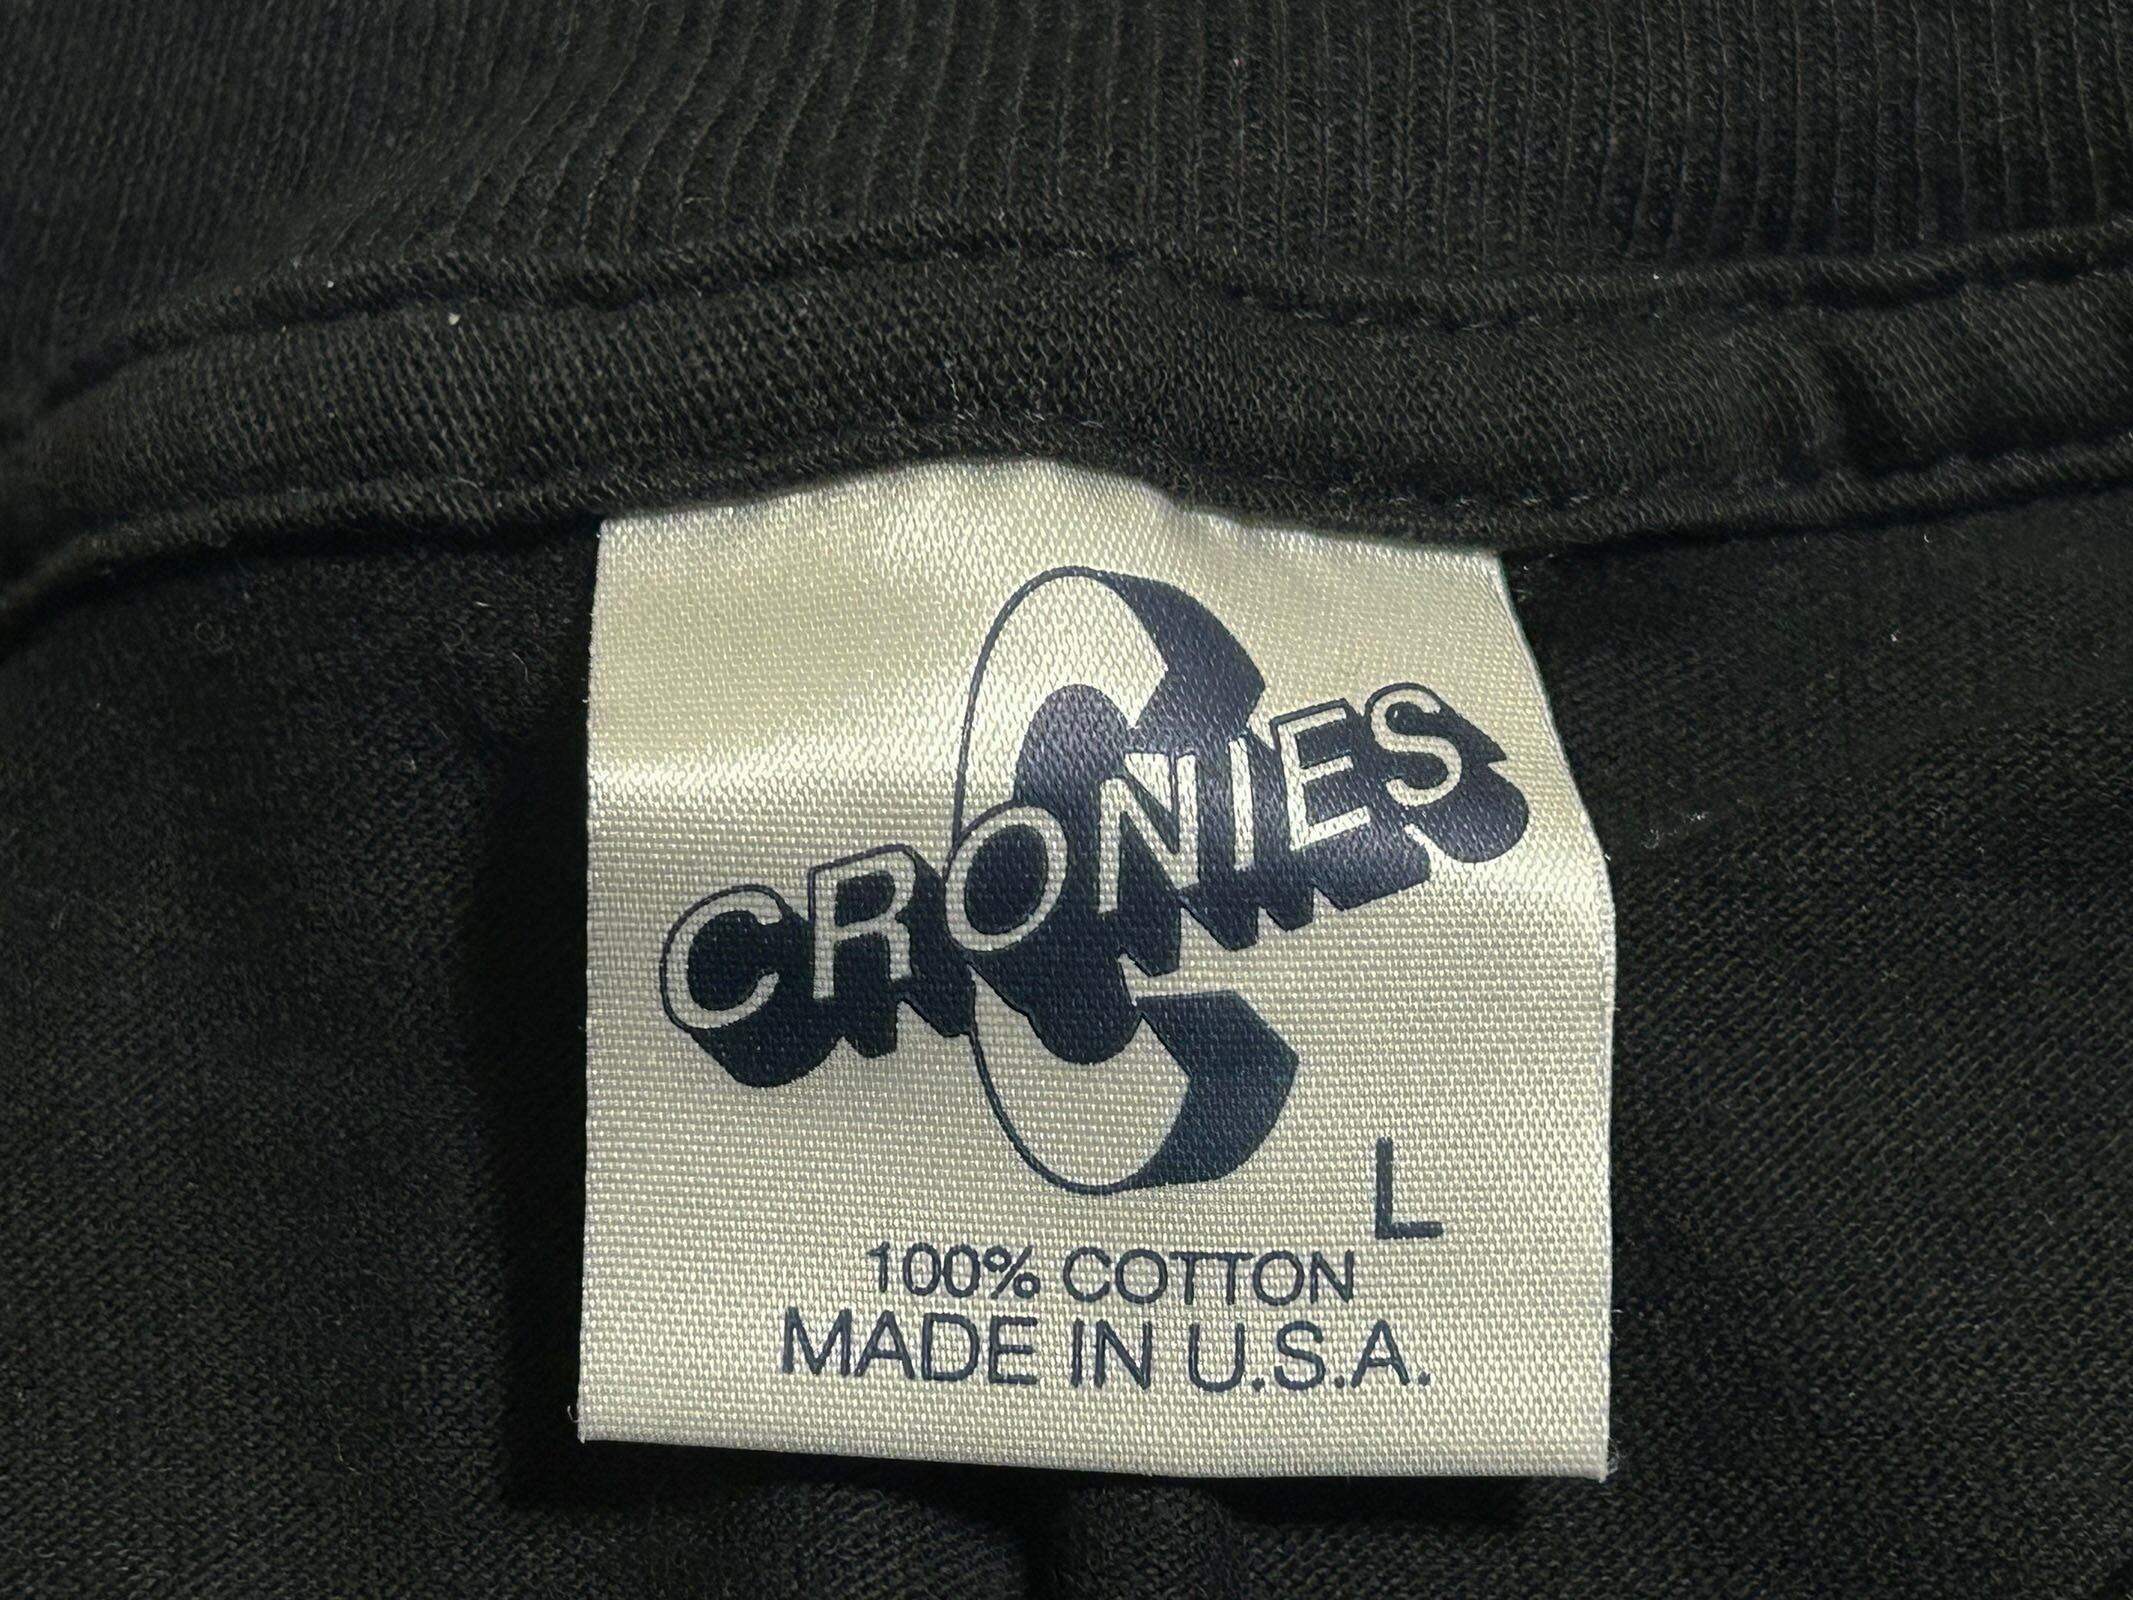 CRONIES
L
100% COTTON
MADE IN U.S.A.